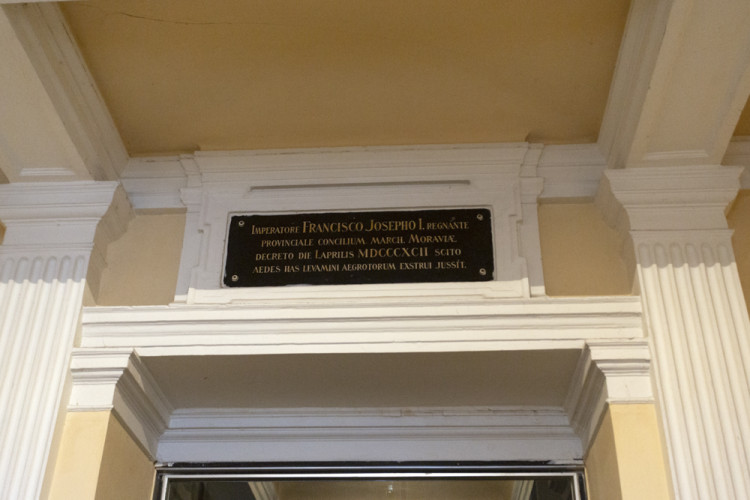 IMPERATORE FRANCISCO JOSEPHO I. REGNANTE
PROVINCIALE CONCILIUM. MARCH. MORAVIÆ.
DECRETO DIE I.APRILIS MDCCCXCII SCITO
AEDES HAS LEVAMINI AEGROTORUM EXSTRUI JUSSIT.